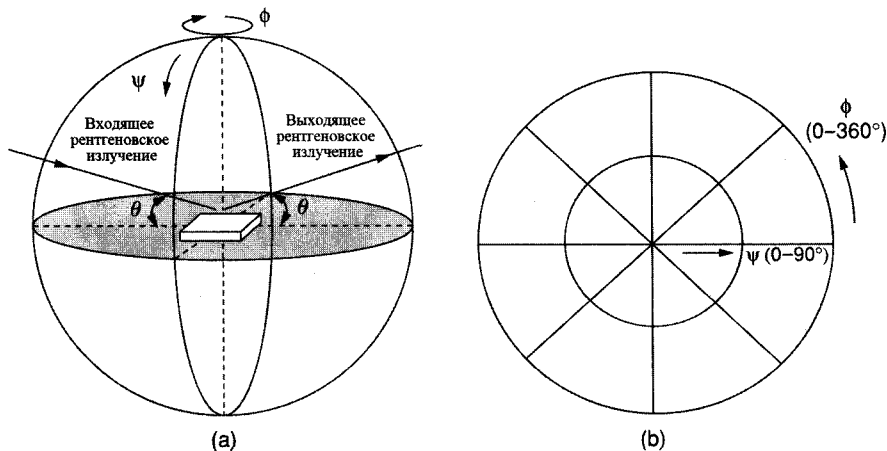 ϕ
ψ
Входящее
рентгеновское
излучение
Выходящее
рентгеновское
излучение
θ
θ
(a)
ϕ
(0–360°)
ψ (0–90°)
(b)